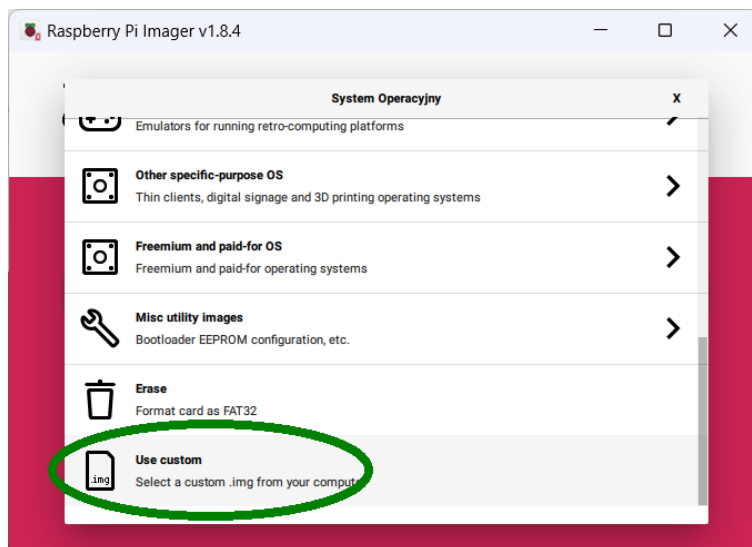 Raspberry Pi Imager v1.8.4
System Operacyjny
X
Emulators for running retro-computing platforms
Other specific-purpose OS
Thin clients, digital signage and 3D printing operating systems
Freemium and paid-for OS
Freemium and paid-for operating systems
Misc utility images
Bootloader EEPROM configuration, etc.
Erase
Format card as FAT32
Use custom
.img
Select a custom .img from your compute